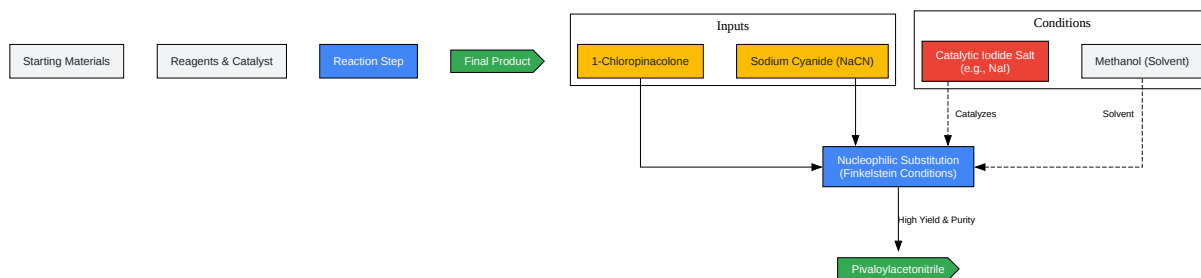 Inputs
Conditions
Starting Materials
Reagents & Catalyst
Reaction Step
Final Product
1-Chloropinacolone
Sodium Cyanide (NaCN)
Catalytic Iodide Salt
(e.g., NaI)
Methanol (Solvent)
Catalyzes
Solvent
Nucleophilic Substitution
(Finkelstein Conditions)
High Yield & Purity
Pivaloylacetonitrile